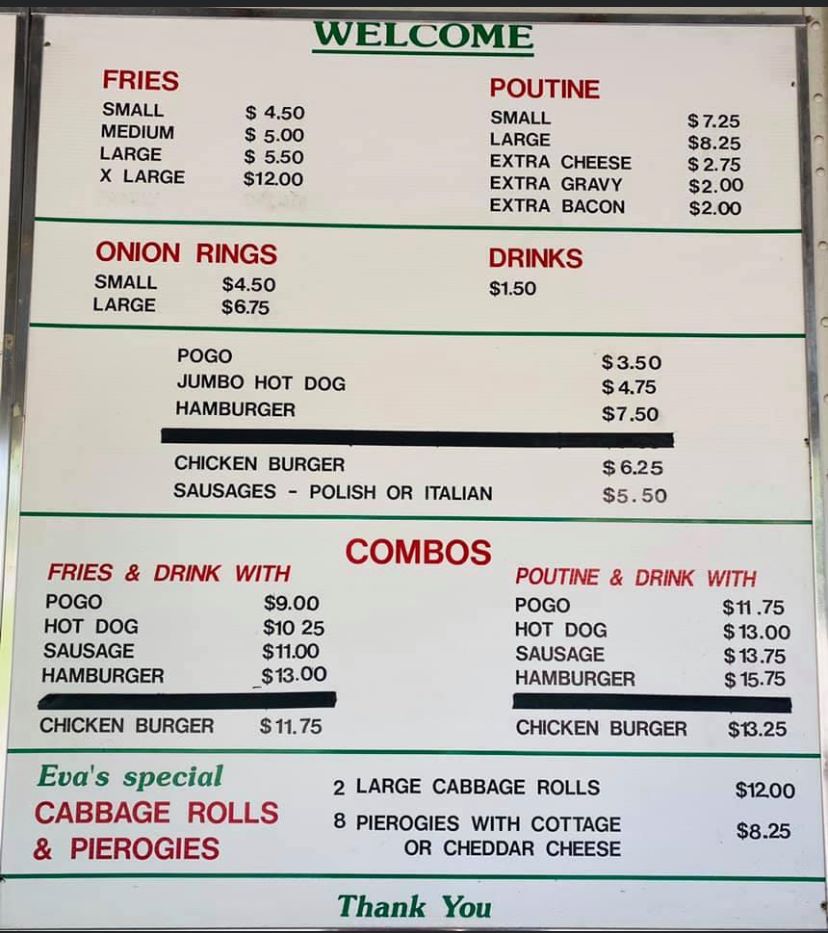 WELCOME
FRIES
SMALL $ 4.50
MEDIUM $ 5.00
LARGE $ 5.50
X LARGE $12.00
POUTINE
SMALL $7.25
LARGE $8.25
EXTRA CHEESE $2.75
EXTRA GRAVY $2.00
EXTRA BACON $2.00
ONION RINGS
SMALL $4.50
LARGE $6.75
DRINKS
$1.50
POGO $3.50
JUMBO HOT DOG $4.75
HAMBURGER $7.50
CHICKEN BURGER $6.25
SAUSAGES - POLISH OR ITALIAN $5.50
COMBOS
FRIES & DRINK WITH
POGO $9.00
HOT DOG $10 25
SAUSAGE $11.00
HAMBURGER $13.00
CHICKEN BURGER $11.75
POUTINE & DRINK WITH
POGO $11.75
HOT DOG $13.00
SAUSAGE $13.75
HAMBURGER $15.75
CHICKEN BURGER $13.25
Eva's special
CABBAGE ROLLS
& PIEROGIES
2 LARGE CABBAGE ROLLS $12.00
8 PIEROGIES WITH COTTAGE
OR CHEDDAR CHEESE $8.25
Thank You